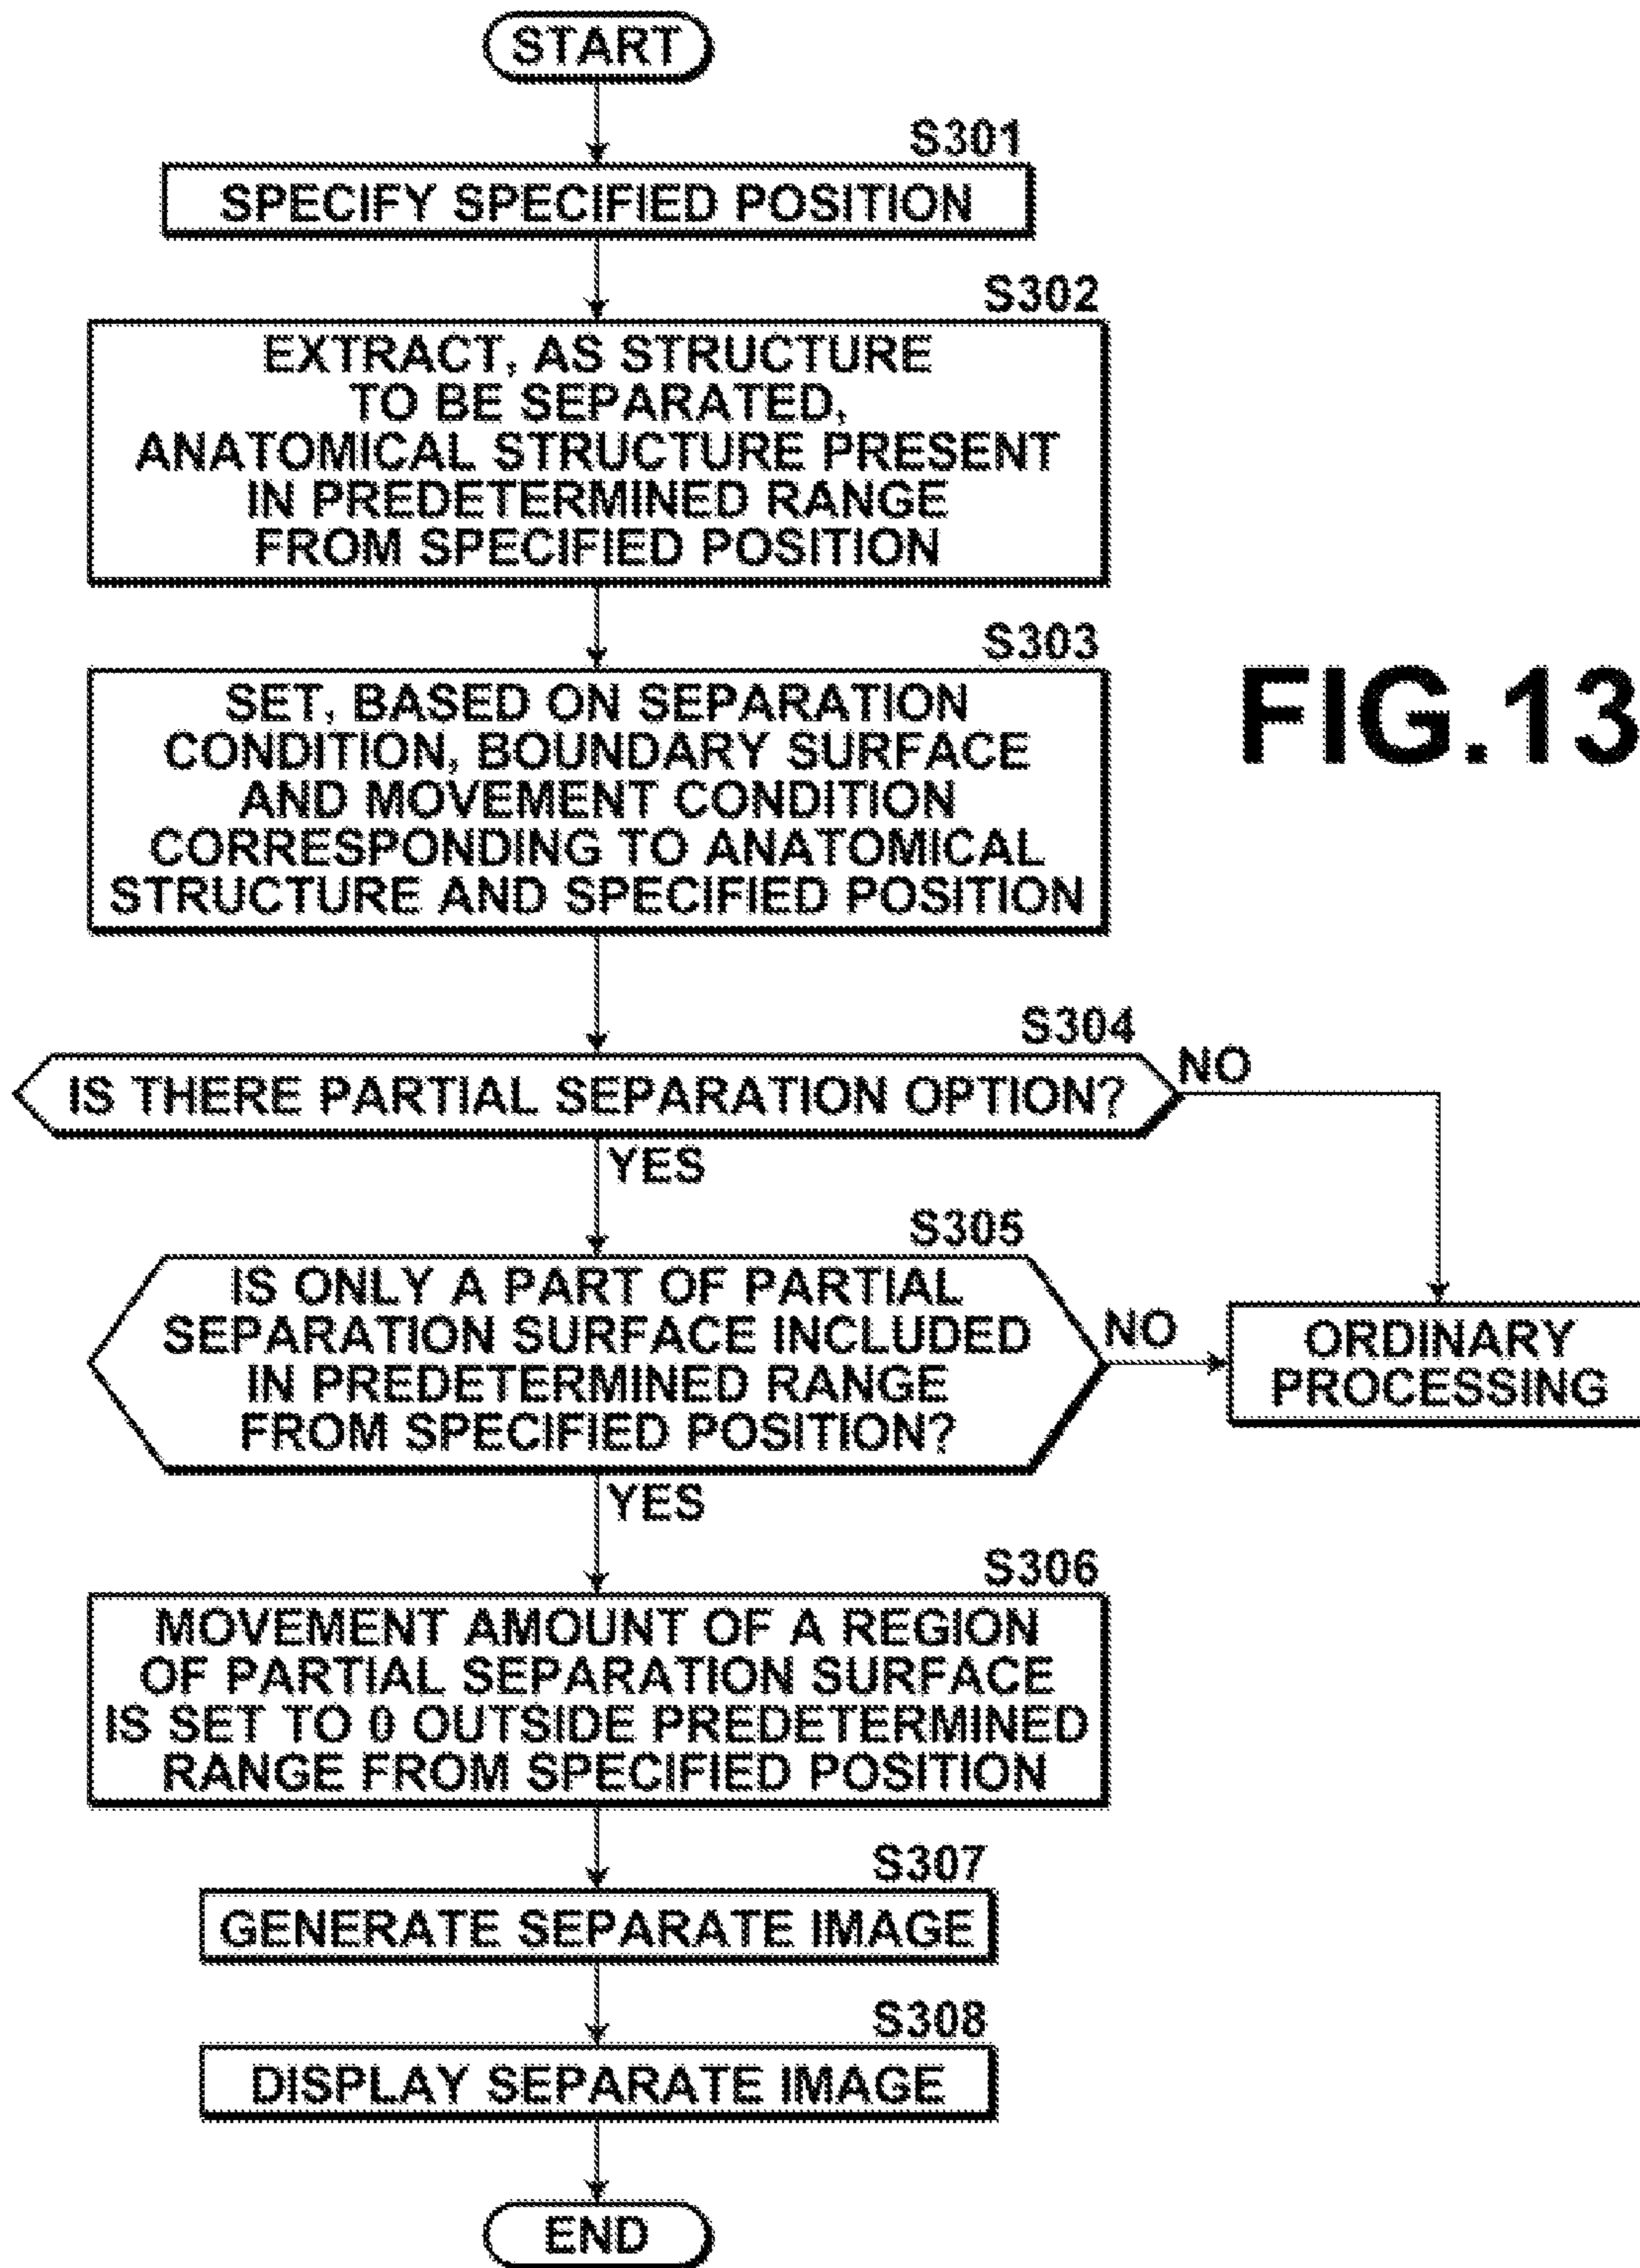 START
S301
SPECIFY SPECIFIED POSITION
S302
EXTRACT, AS STRUCTURE
TO BE SEPARATED,
ANATOMICAL STRUCTURE PRESENT
IN PREDETERMINED RANGE
FROM SPECIFIED POSITION
S303
SET, BASED ON SEPARATION
CONDITION, BOUNDARY SURFACE
AND MOVEMENT CONDITION
CORRESPONDING TO ANATOMICAL
STRUCTURE AND SPECIFIED POSITION
FIG.13
S304
IS THERE PARTIAL SEPARATION OPTION?
NO
YES
S305
IS ONLY A PART OF PARTIAL
SEPARATION SURFACE INCLUDED
IN PREDETERMINED RANGE
FROM SPECIFIED POSITION?
NO
ORDINARY
PROCESSING
YES
S306
MOVEMENT AMOUNT OF A REGION
OF PARTIAL SEPARATION SURFACE
IS SET TO 0 OUTSIDE PREDETERMINED
RANGE FROM SPECIFIED POSITION
S307
GENERATE SEPARATE IMAGE
S308
DISPLAY SEPARATE IMAGE
END